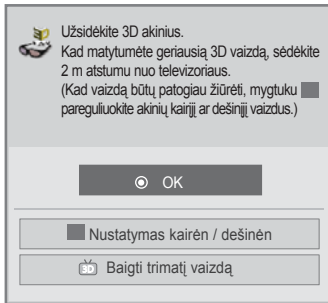 Užsidėkite 3D akinius.
Kad matytumėte geriausią 3D vaizdą, sėdėkite
2 m atstumu nuo televizoriaus.
(Kad vaizdą būtų patogiau žiūrėti, mygtuku
pareguliuokite akinių kairįjį ar dešinįjį vaizdus.)
OK
Nustatymas kairėn / dešinėn
3D Baigti trimatį vaizdą